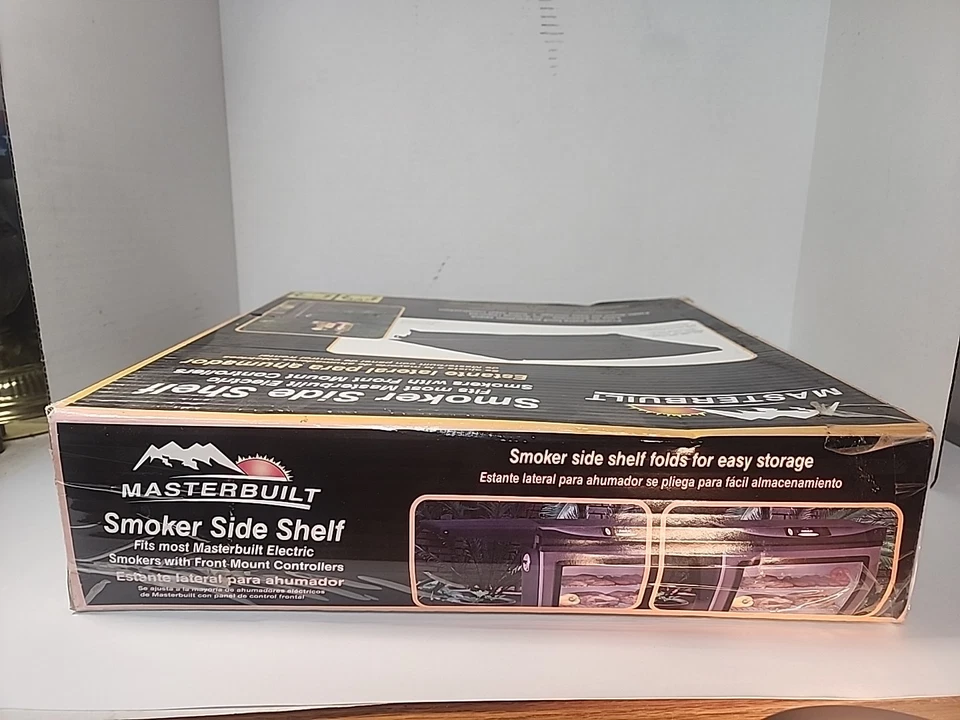 MASTERBUILT
Smoker Side Shelf
Fits most Masterbuilt Electric
Smokers with Front Mount Controllers
Estante lateral para ahumador
MASTERBUILT
Smoker Side Shelf
Fits most Masterbuilt Electric
Smokers with Front Mount Controllers
Estante lateral para ahumador
Se ajusta a la mayoría de ahumadores eléctricos
de Masterbuilt con panel de control frontal
Smoker side shelf folds for easy storage
Estante lateral para ahumador se pliega para fácil almacenamiento